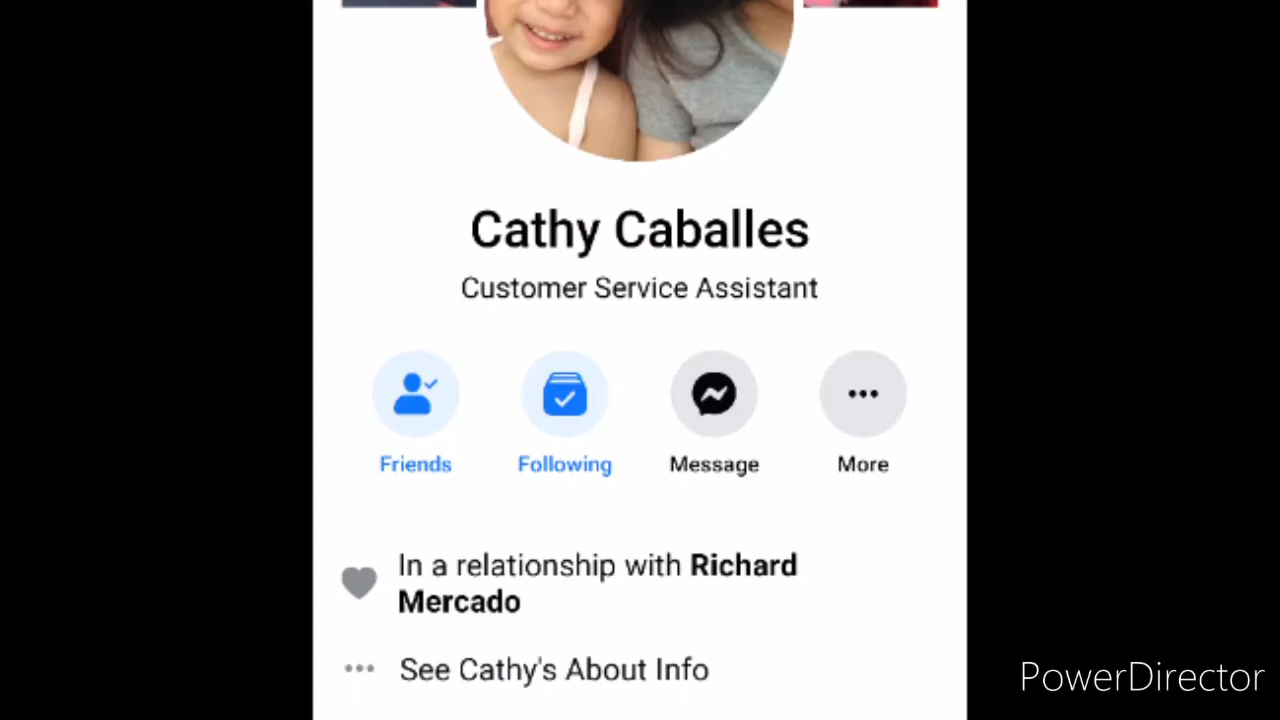 Cathy Caballes
Customer Service Assistant
Friends
Following
Message
More
In a relationship with Richard
Mercado
See Cathy's About Info
PowerDirector